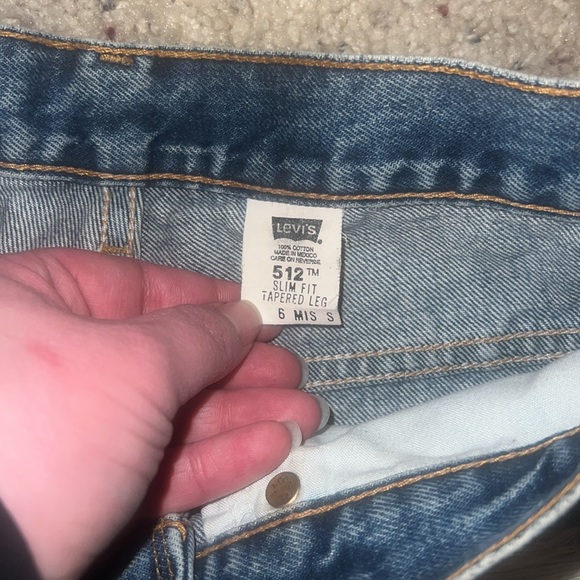 LEVI'S
100% COTTON
MADE IN MEXICO
CARE ON REVERSE
512™
SLIM FIT
TAPERED LEG
6 MIS S